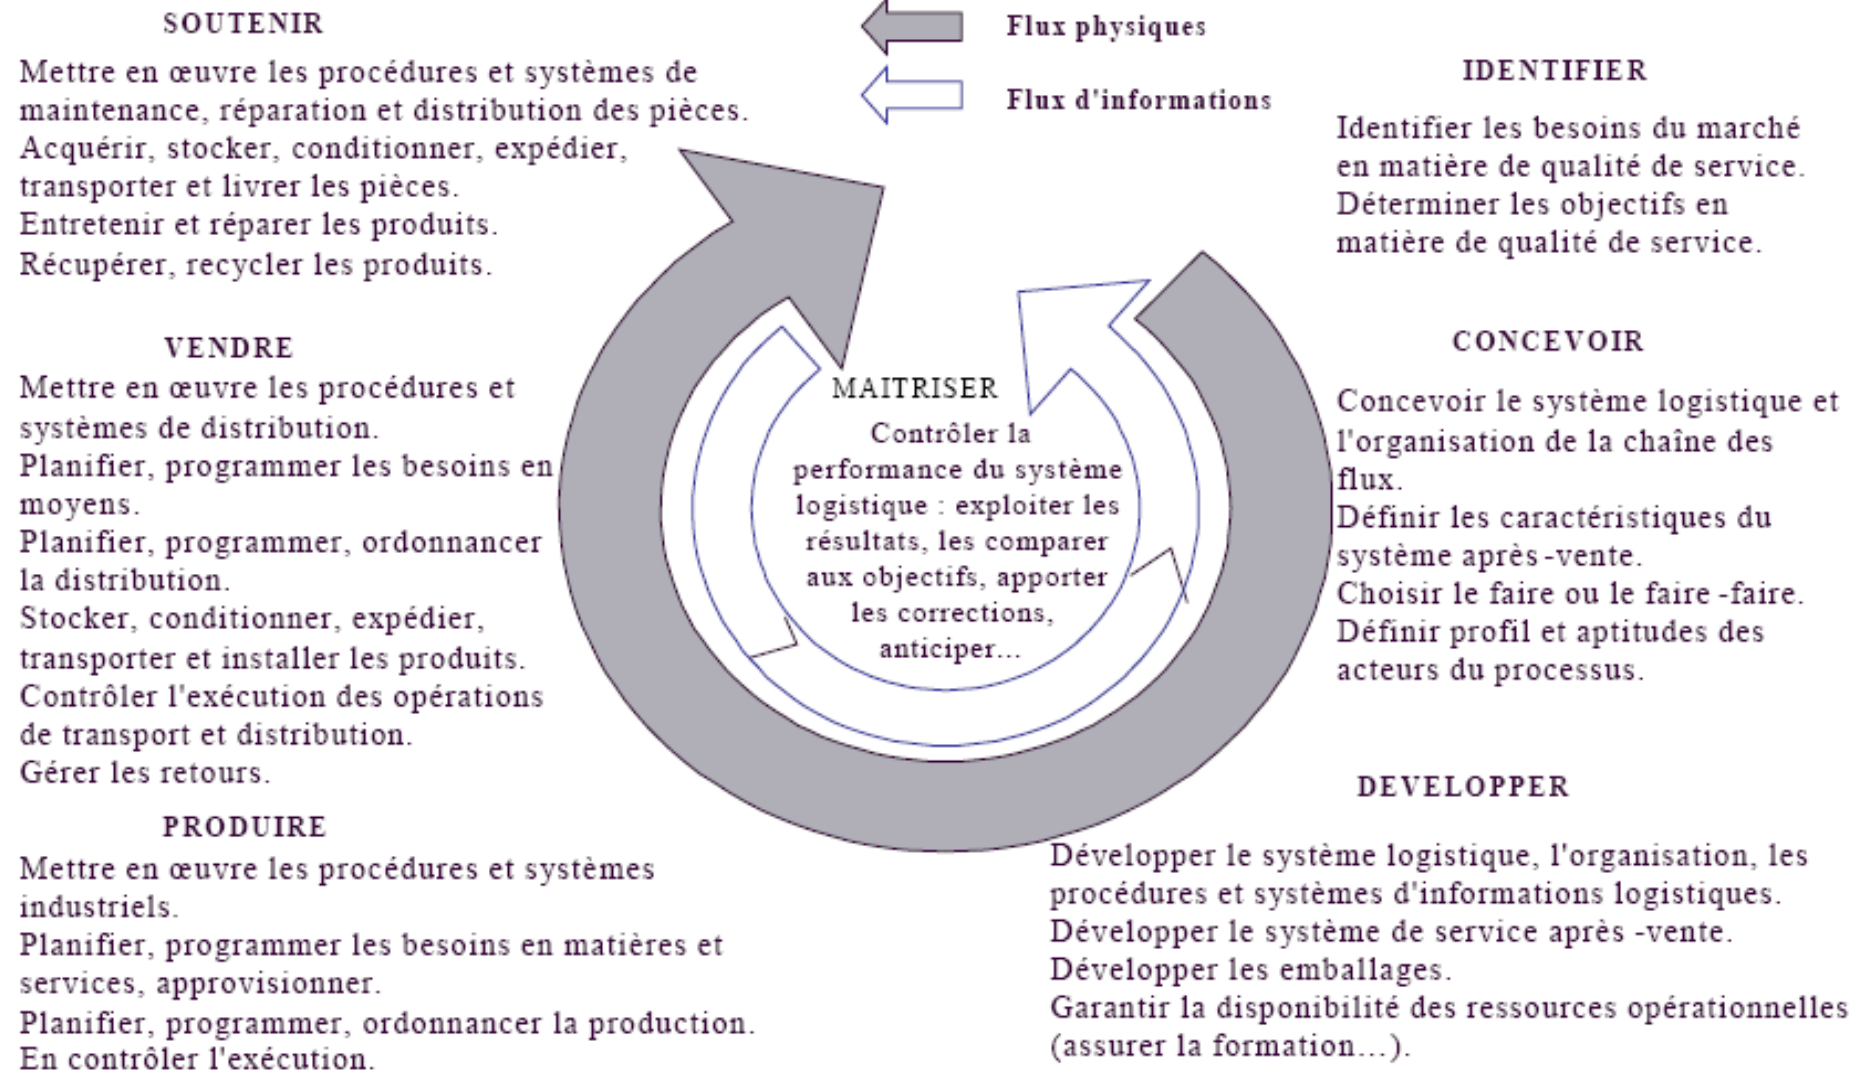 SOUTENIR
Mettre en œuvre les procédures et systèmes de
maintenance, réparation et distribution des pièces.
Acquérir, stocker, conditionner, expédier,
transporter et livrer les pièces.
Entretenir et réparer les produits.
Récupérer, recycler les produits.
Flux physiques
Flux d'informations
IDENTIFIER
Identifier les besoins du marché
en matière de qualité de service.
Déterminer les objectifs en
matière de qualité de service.
VENDRE
Mettre en œuvre les procédures et
systèmes de distribution.
Planifier, programmer les besoins en
moyens.
Planifier, programmer, ordonnancer
la distribution.
Stocker, conditionner, expédier,
transporter et installer les produits.
Contrôler l'exécution des opérations
de transport et distribution.
Gérer les retours.
MAITRISER
Contrôler la
performance du système
logistique : exploiter les
résultats, les comparer
aux objectifs, apporter
les corrections,
anticiper...
CONCEVOIR
Concevoir le système logistique et
l'organisation de la chaîne des
flux.
Définir les caractéristiques du
système après-vente.
Choisir le faire ou le faire -faire.
Définir profil et aptitudes des
acteurs du processus.
PRODUIRE
Mettre en œuvre les procédures et systèmes
industriels.
Planifier, programmer les besoins en matières et
services, approvisionner.
Planifier, programmer, ordonnancer la production.
En contrôler l'exécution.
DEVELOPPER
Développer le système logistique, l'organisation, les
procédures et systèmes d'informations logistiques.
Développer le système de service après -vente.
Développer les emballages.
Garantir la disponibilité des ressources opérationnelles
(assurer la formation...).